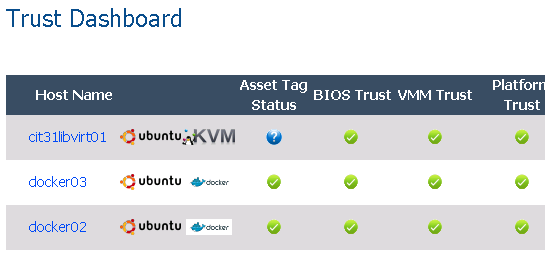 Trust Dashboard
Host Name Asset Tag Status BIOS Trust VMM Trust Platform Trust
cit31libvirt01 ubuntu KVM ?
docker03 ubuntu docker
docker02 ubuntu docker